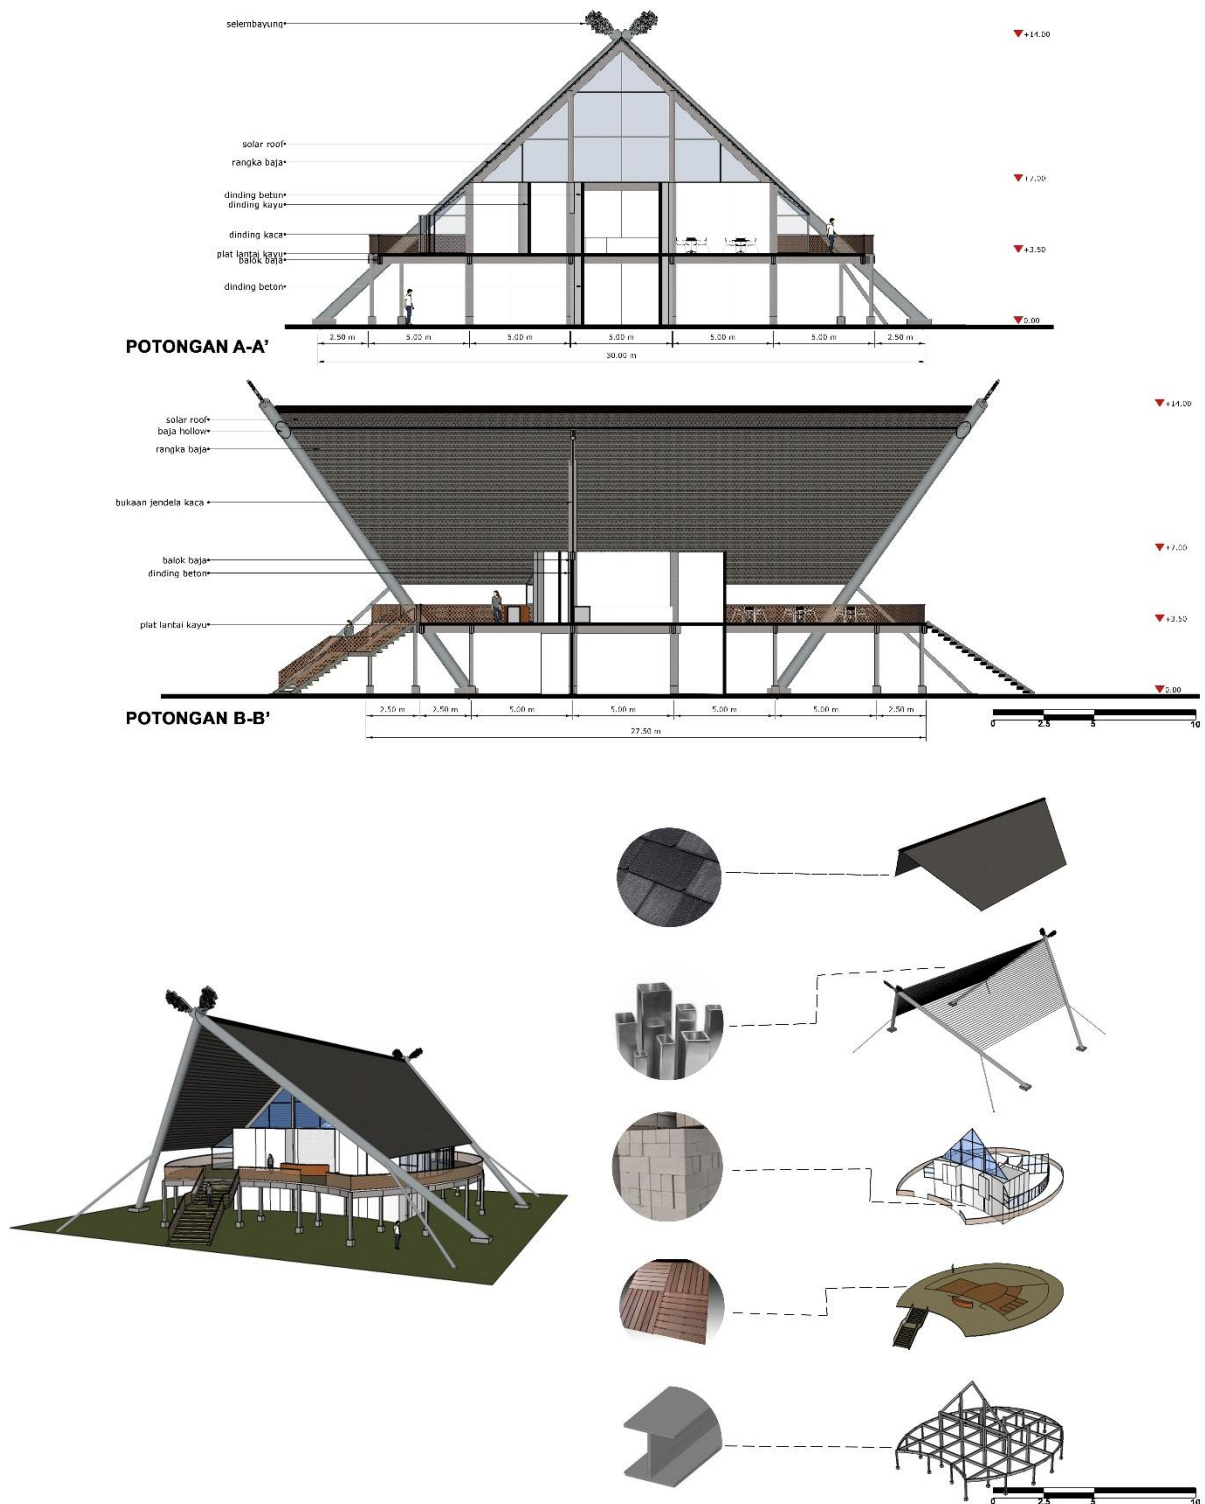 selembayung
+14.00
solar roof
rangka baja
+7.00
dinding beton
dinding kayu
dinding kaca
+3.50
plat lantai kayu
balok baja
dinding beton
0.00
2.50 m 5.00 m 5.00 m 5.00 m 5.00 m 5.00 m 2.50 m
POTONGAN A-A'
30.00 m
+14.00
solar roof
baja hollow
rangka baja
bukaan jendela kaca
+7.00
balok baja
dinding beton
+3.50
plat lantai kayu
0.00
2.50 m 2.50 m 5.00 m 5.00 m 5.00 m 5.00 m 2.50 m
POTONGAN B-B'
0 2.5 5 10
27.50 m
0 2.5 5 10